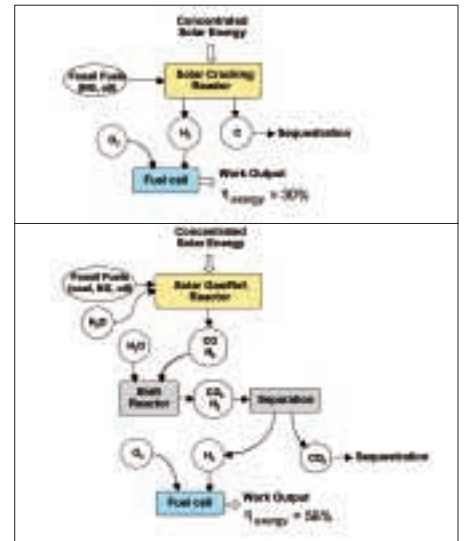 Concentrated
Solar Energy
Fossil Fuels
(NG, oil)
Solar Cracking
Reactor
H₂
C
Sequestration
O₂
Fuel cell
Work Output
η exergy = 30%
Concentrated
Solar Energy
Fossil Fuels
(coal, NG, oil)
Solar
Reactor
H₂O
H₂O
CO
H₂
Shift
Reactor
CO₂
H₂
Separation
O₂
H₂
CO₂
Sequestration
Fuel cell
Work Output